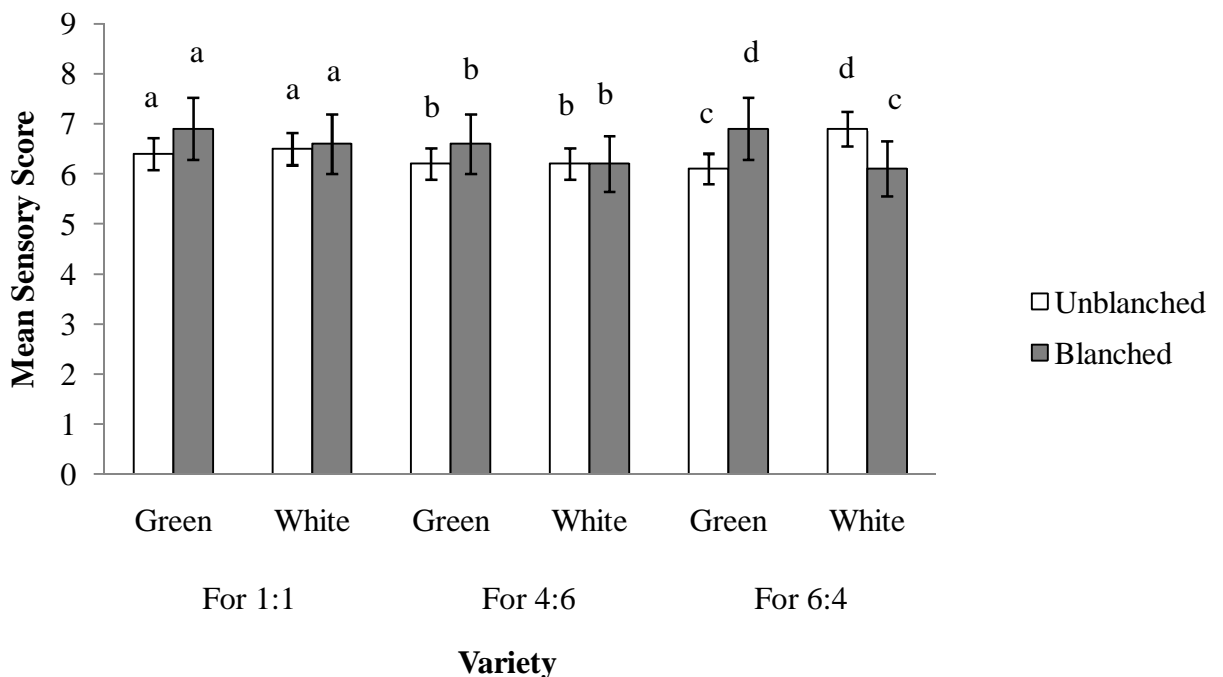 9
8
7
6
5
4
3
2
1
0
Mean Sensory Score
a a a a b b b b c d d c
Green White Green White Green White
For 1:1 For 4:6 For 6:4
Variety
Unblanched
Blanched